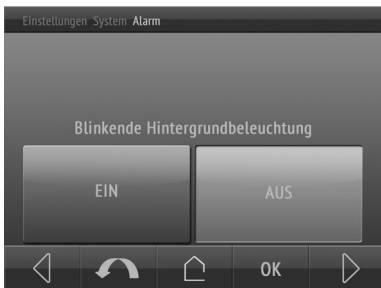 Einstellungen System Alarm
Blinkende Hintergrundbeleuchtung
EIN AUS
OK